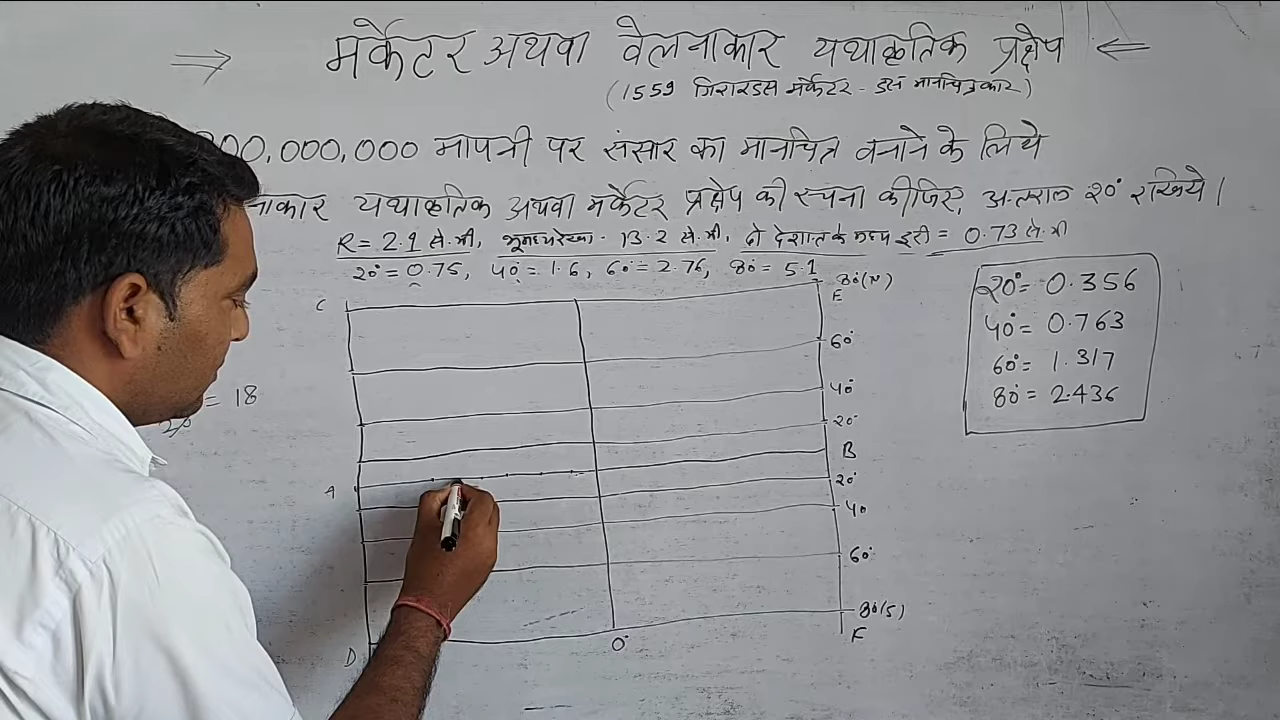 ⇒ मर्केटर अथवा बेलनाकार यथाकृतिक प्रक्षेप ⇐
(1559 मर्केटर - डच मानचित्रकार)
00,000,000 मापनी पर संसार का मानचित्र बनाने के लिये
नाकार यथाकृतिक अथवा मर्केटर प्रक्षेप की रचना कीजिए, अन्तराल 20° रखिये।
R = 2.1 से.मी, भूमध्यरेखा - 13.2 से.मी, दो देशान्तर के मध्य दूरी = 0.73 से.मी
20° = 0.75, 40° = 1.6, 60° = 2.76, 80° = 5.1
20° = 0.356
40° = 0.763
60° = 1.317
80° = 2.436
C
80(N)
E
60°
40°
20°
B
A
20°
40
60°
80(S)
F
D
0°
= 18